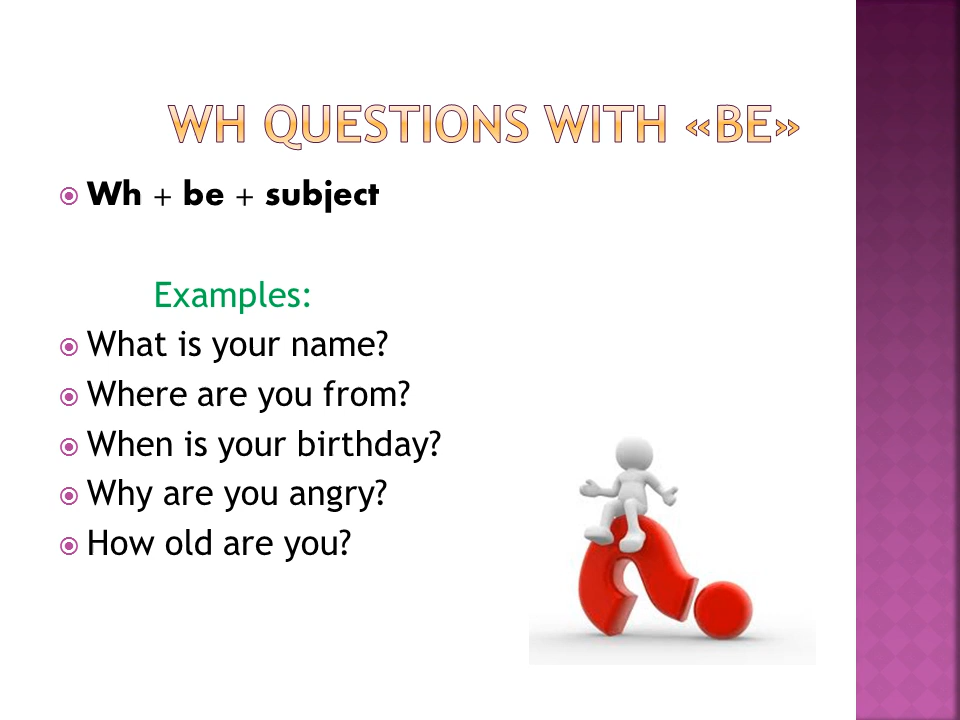 WH QUESTIONS WITH «BE»
Wh + be + subject
Examples:
What is your name?
Where are you from?
When is your birthday?
Why are you angry?
How old are you?